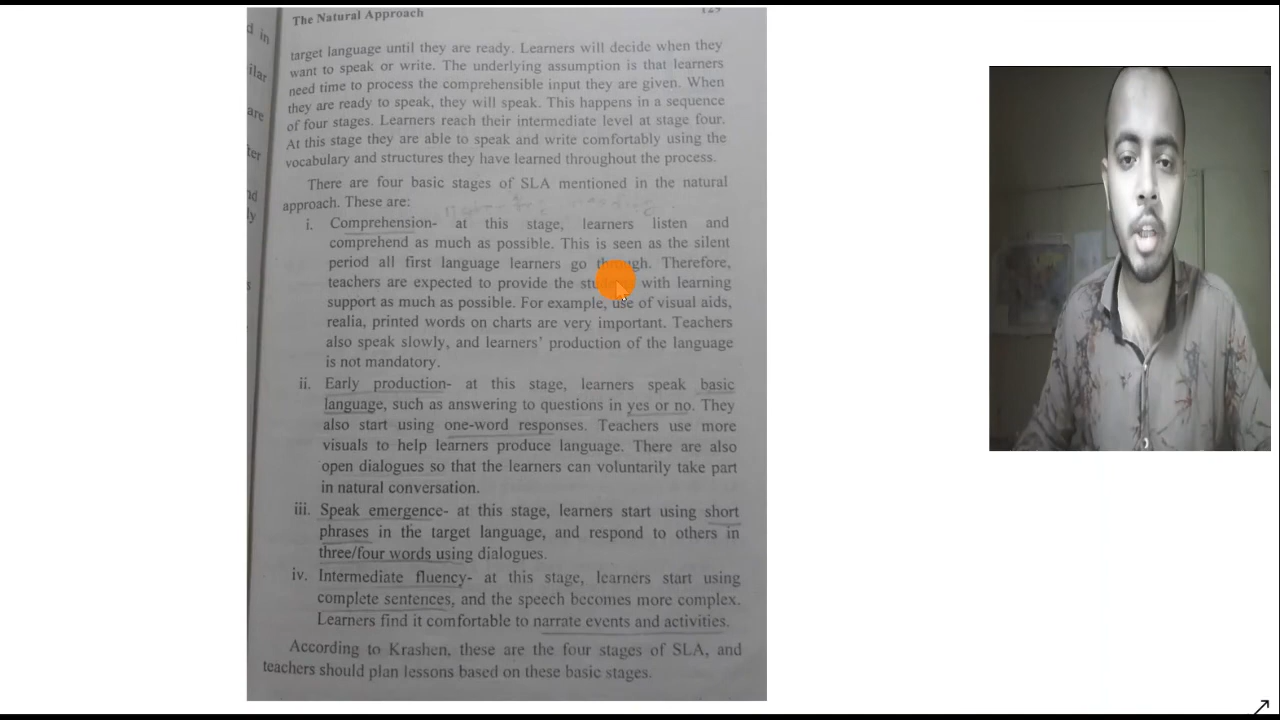 The Natural Approach
target language until they are ready. Learners will decide when they
want to speak or write. The underlying assumption is that learners
need time to process the comprehensible input they are given. When
they are ready to speak, they will speak. This happens in a sequence
of four stages. Learners reach their intermediate level at stage four.
At this stage they are able to speak and write comfortably using the
vocabulary and structures they have learned throughout the process.
There are four basic stages of SLA mentioned in the natural
approach. These are:
i. Comprehension- at this stage, learners listen and
comprehend as much as possible. This is seen as the silent
period all first language learners go through. Therefore,
teachers are expected to provide the with learning
support as much as possible. For example, use of visual aids,
realia, printed words on charts are very important. Teachers
also speak slowly, and learners' production of the language
is not mandatory.
ii. Early production- at this stage, learners speak basic
language, such as answering to questions in yes or no. They
also start using one-word responses. Teachers use more
visuals to help learners produce language. There are also
open dialogues so that the learners can voluntarily take part
in natural conversation.
iii. Speak emergence- at this stage, learners start using short
phrases in the target language, and respond to others in
three/four words using dialogues.
iv. Intermediate fluency- at this stage, learners start using
complete sentences, and the speech becomes more complex.
Learners find it comfortable to narrate events and activities.
According to Krashen, these are the four stages of SLA, and
teachers should plan lessons based on these basic stages.